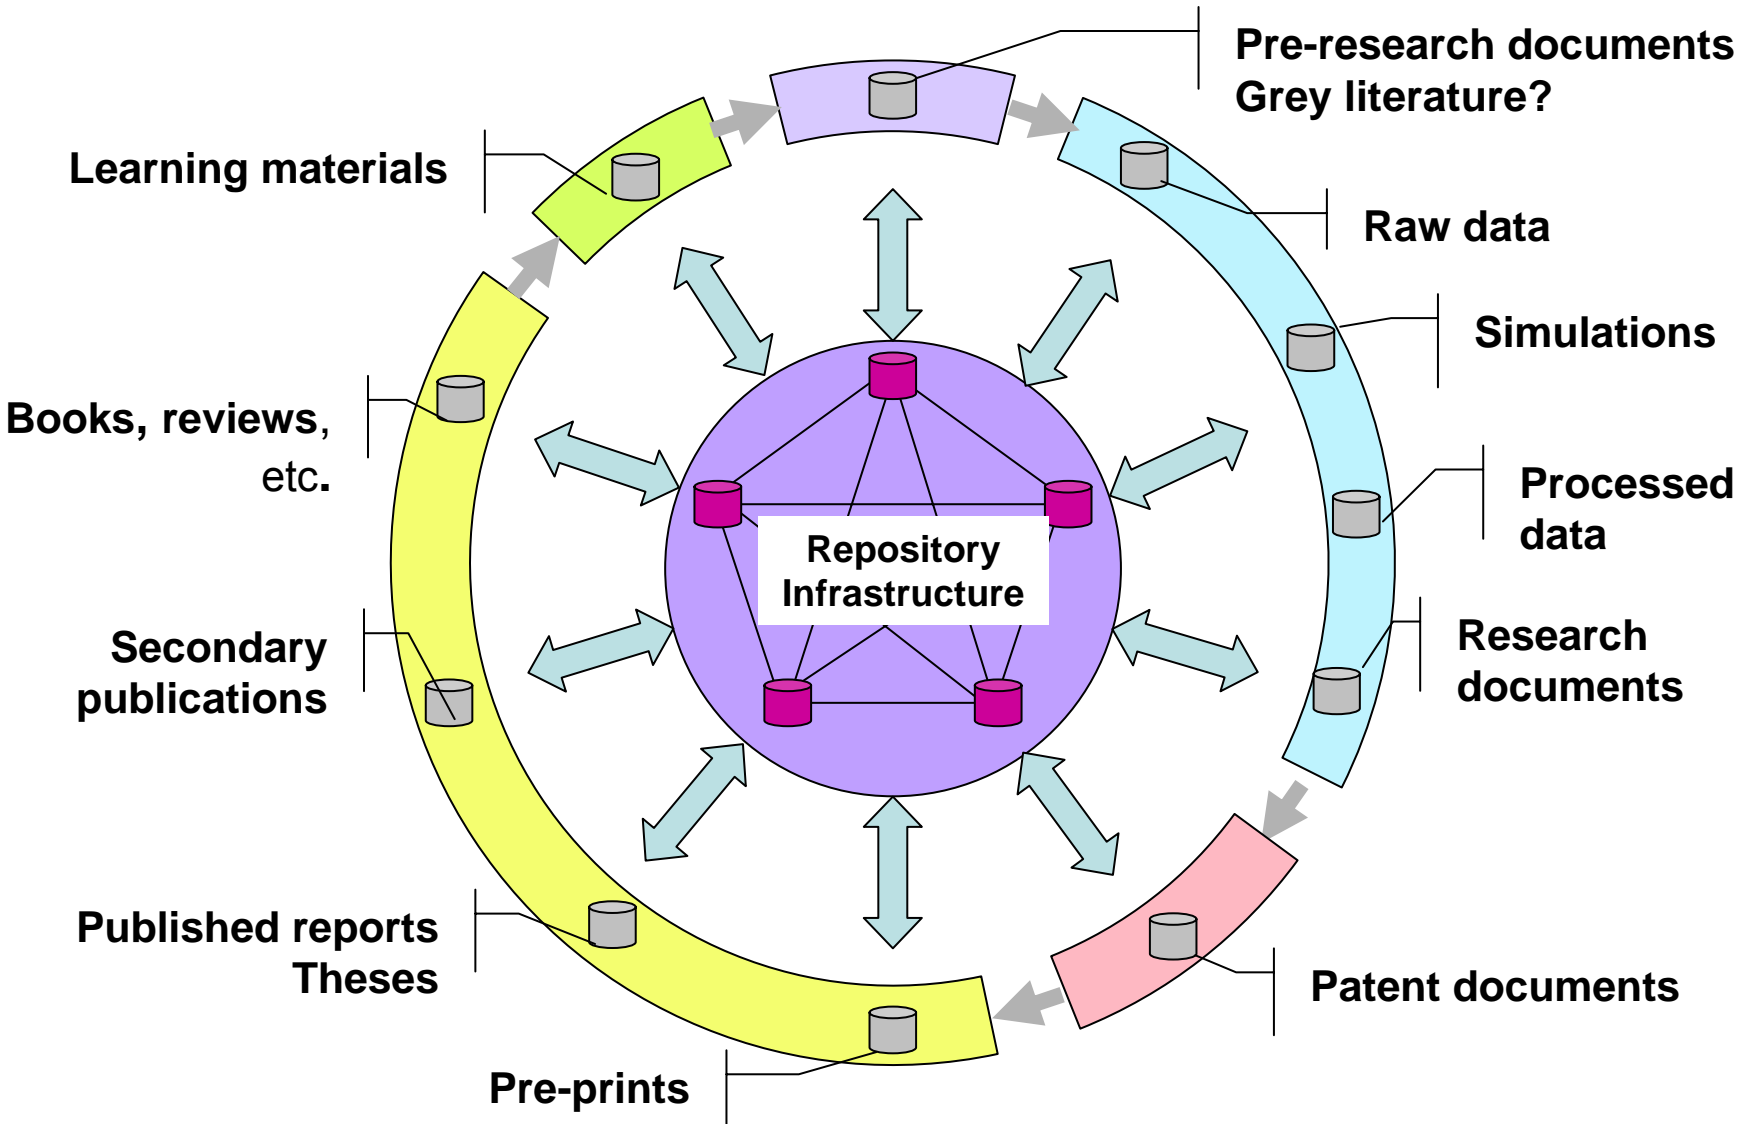 Pre-research documents
Grey literature?
Learning materials
Raw data
Simulations
Books, reviews,
etc.
Processed
data
Repository
Infrastructure
Research
documents
Secondary
publications
Published reports
Theses
Patent documents
Pre-prints